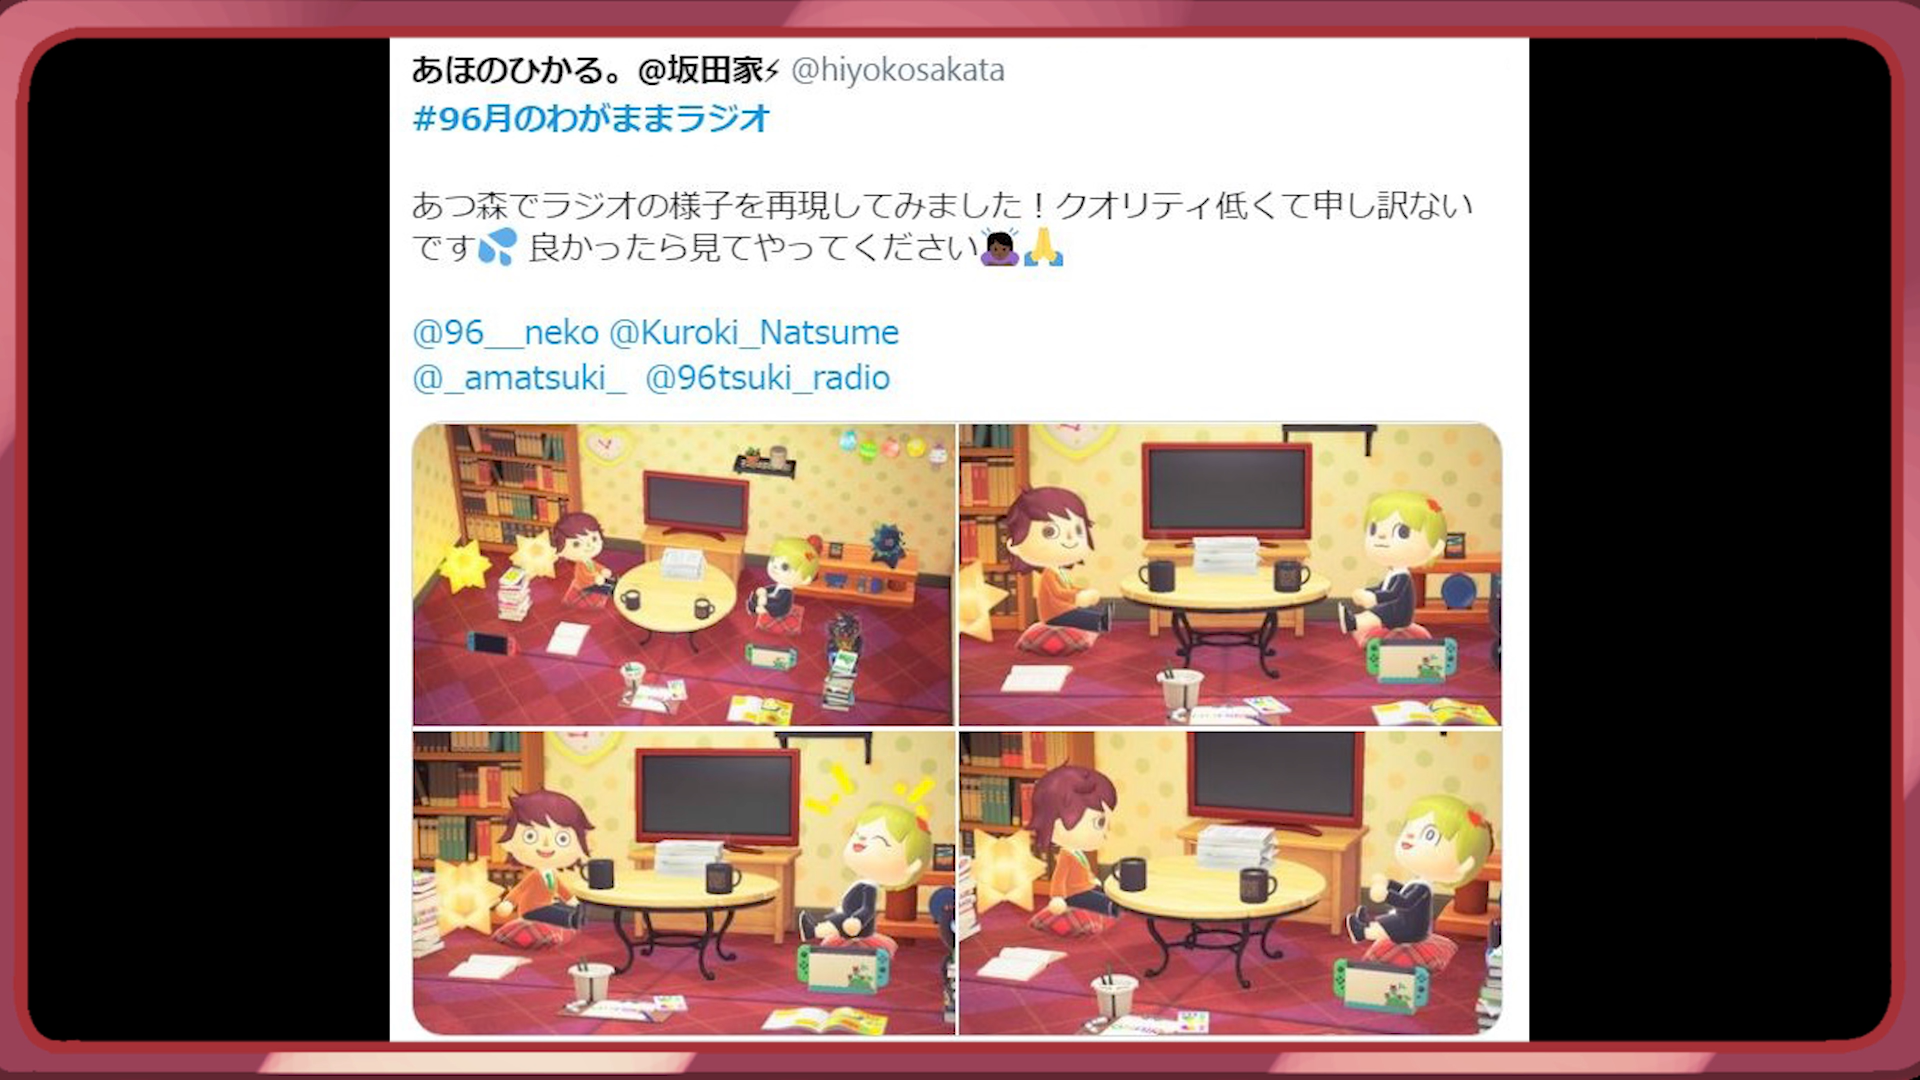 あほのひかる。@坂田家⚡ @hiyokosakata
#96月のわがままラジオ
あつ森でラジオの様子を再現してみました！クオリティ低くて申し訳ない
です💦 良かったら見てやってください🙇🏿🙏
@96__neko @Kuroki_Natsume
@_amatsuki_ @96tsuki_radio